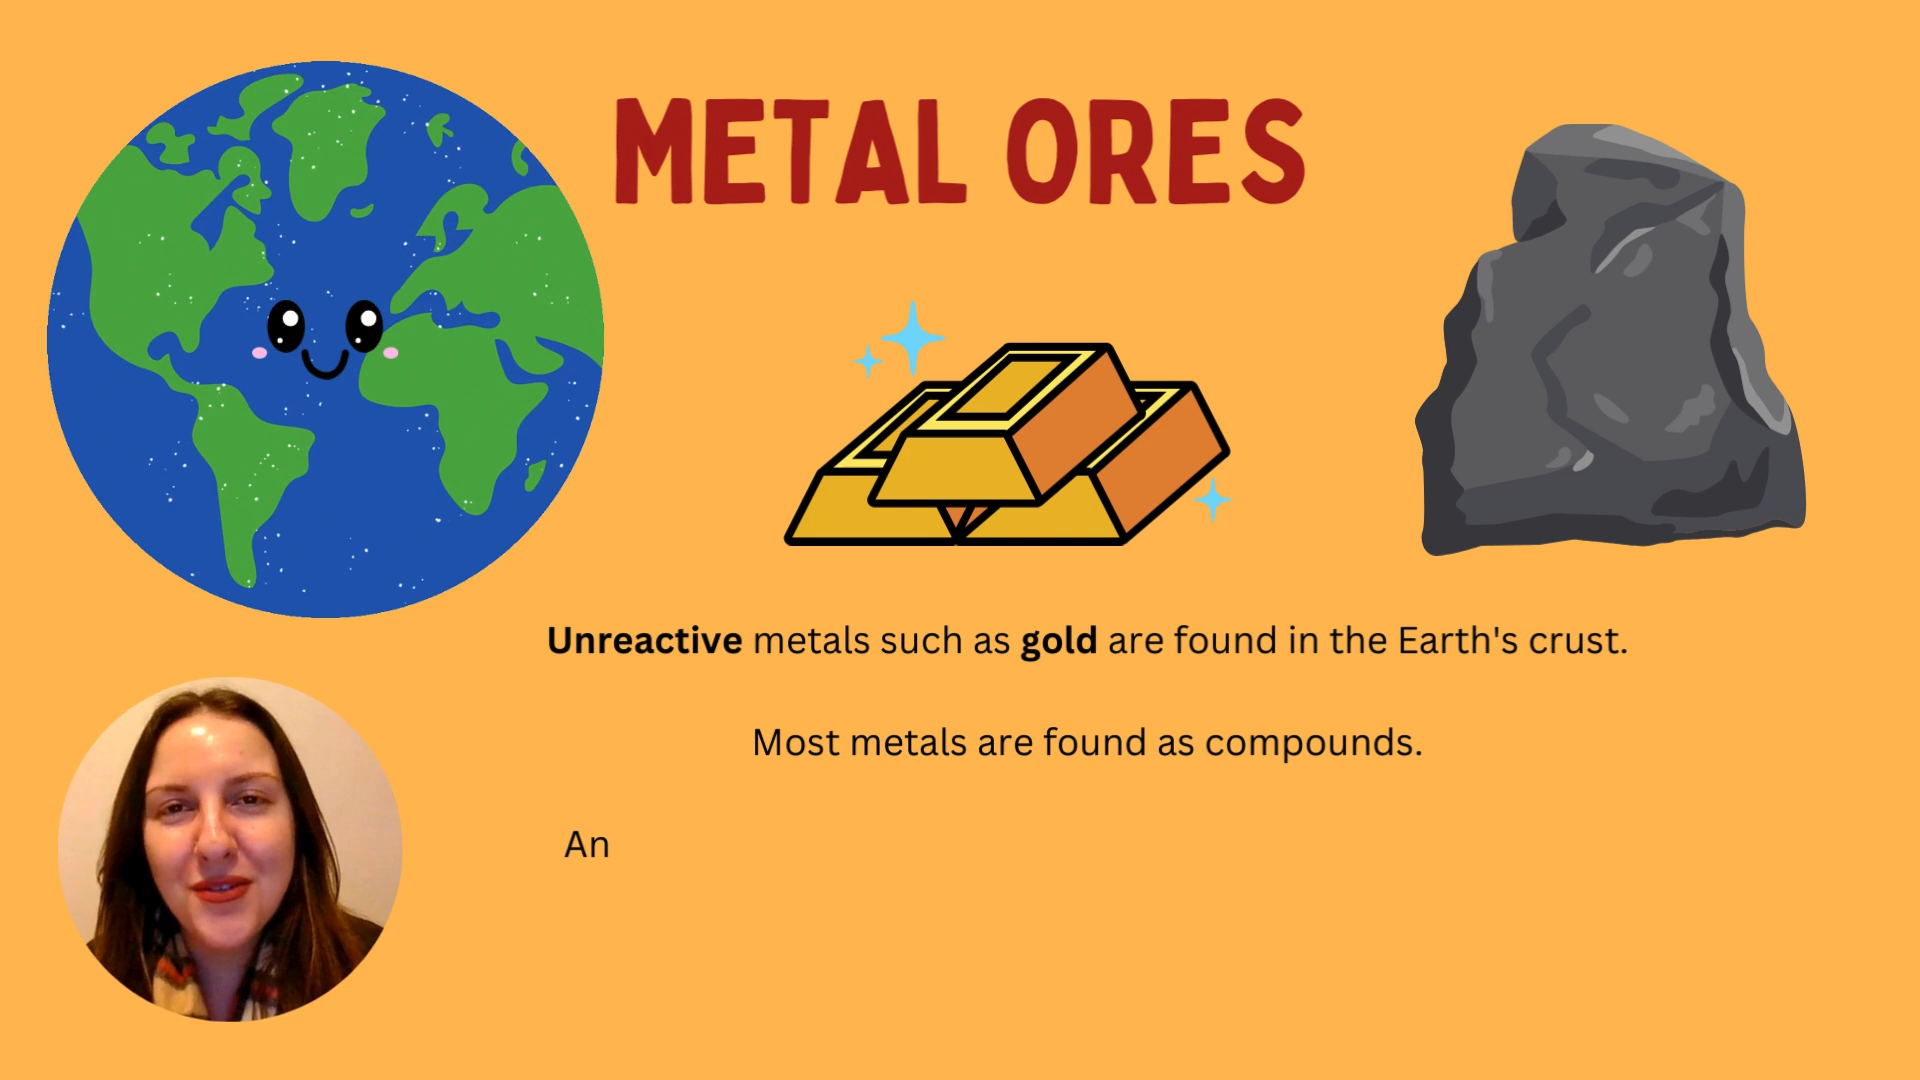 METAL ORES
Unreactive metals such as gold are found in the Earth's crust.
Most metals are found as compounds.
An